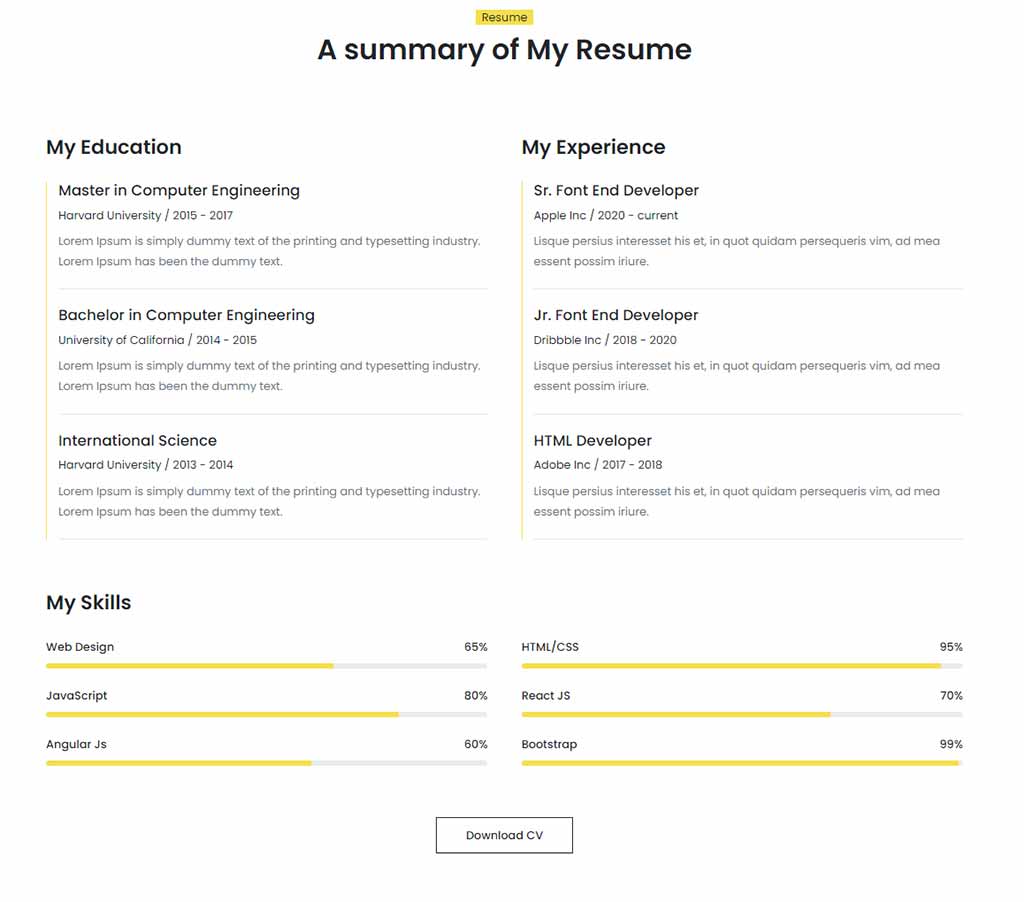 Resume
A summary of My Resume
My Education
Master in Computer Engineering
Harvard University / 2015 - 2017
Lorem Ipsum is simply dummy text of the printing and typesetting industry.
Lorem Ipsum has been the dummy text.
Bachelor in Computer Engineering
University of California / 2014 - 2015
Lorem Ipsum is simply dummy text of the printing and typesetting industry.
Lorem Ipsum has been the dummy text.
International Science
Harvard University / 2013 - 2014
Lorem Ipsum is simply dummy text of the printing and typesetting industry.
Lorem Ipsum has been the dummy text.
My Experience
Sr. Font End Developer
Apple Inc / 2020 - current
Lisque persius interesset his et, in quot quidam persequeris vim, ad mea
essent possim iriure.
Jr. Font End Developer
Dribbble Inc / 2018 - 2020
Lisque persius interesset his et, in quot quidam persequeris vim, ad mea
essent possim iriure.
HTML Developer
Adobe Inc / 2017 - 2018
Lisque persius interesset his et, in quot quidam persequeris vim, ad mea
essent possim iriure.
My Skills
Web Design 65%
JavaScript 80%
Angular Js 60%
HTML/CSS 95%
React JS 70%
Bootstrap 99%
Download CV